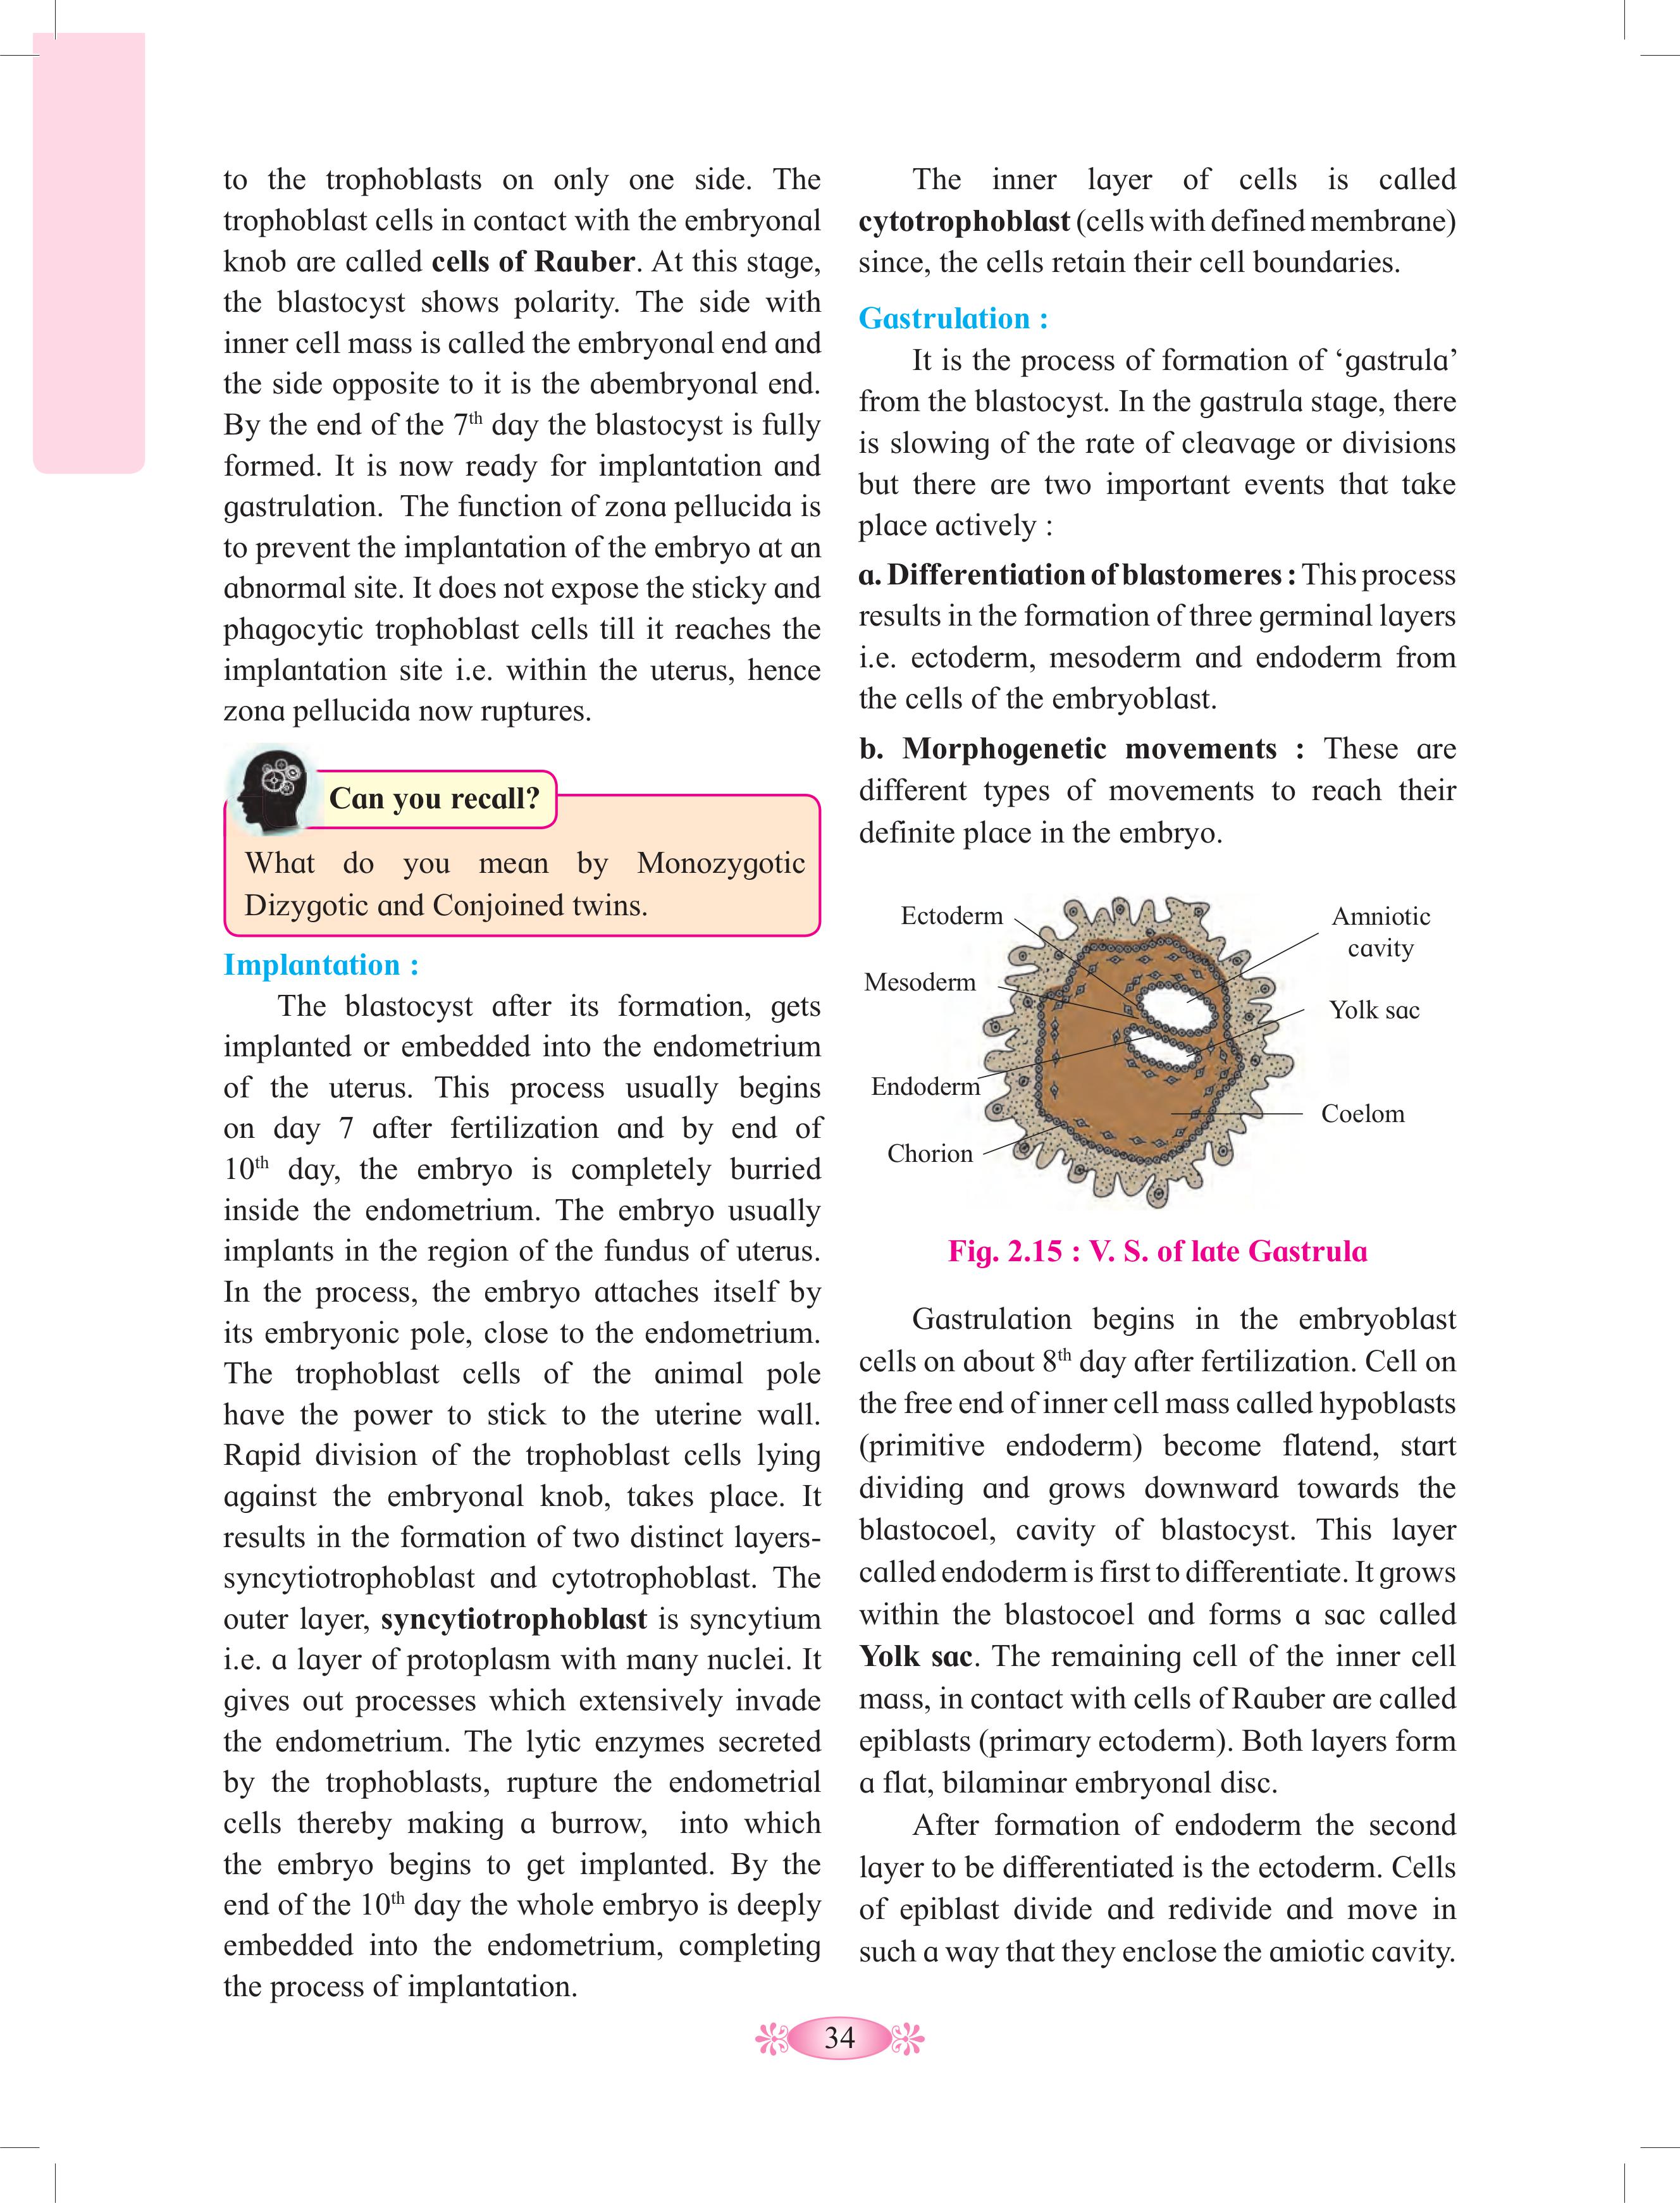 to the trophoblasts on only one side. The
trophoblast cells in contact with the embryonal
knob are called cells of Rauber. At this stage,
the blastocyst shows polarity. The side with
inner cell mass is called the embryonal end and
the side opposite to it is the abembryonal end.
By the end of the 7th day the blastocyst is fully
formed. It is now ready for implantation and
gastrulation. The function of zona pellucida is
to prevent the implantation of the embryo at an
abnormal site. It does not expose the sticky and
phagocytic trophoblast cells till it reaches the
implantation site i.e. within the uterus, hence
zona pellucida now ruptures.
Can you recall?
What do you mean by Monozygotic
Dizygotic and Conjoined twins.
Implantation :
The blastocyst after its formation, gets
implanted or embedded into the endometrium
of the uterus. This process usually begins
on day 7 after fertilization and by end of
10th day, the embryo is completely burried
inside the endometrium. The embryo usually
implants in the region of the fundus of uterus.
In the process, the embryo attaches itself by
its embryonic pole, close to the endometrium.
The trophoblast cells of the animal pole
have the power to stick to the uterine wall.
Rapid division of the trophoblast cells lying
against the embryonal knob, takes place. It
results in the formation of two distinct layers-
syncytiotrophoblast and cytotrophoblast. The
outer layer, syncytiotrophoblast is syncytium
i.e. a layer of protoplasm with many nuclei. It
gives out processes which extensively invade
the endometrium. The lytic enzymes secreted
by the trophoblasts, rupture the endometrial
cells thereby making a burrow, into which
the embryo begins to get implanted. By the
end of the 10th day the whole embryo is deeply
embedded into the endometrium, completing
the process of implantation.
The inner layer of cells is called
cytotrophoblast (cells with defined membrane)
since, the cells retain their cell boundaries.
Gastrulation :
It is the process of formation of ‘gastrula’
from the blastocyst. In the gastrula stage, there
is slowing of the rate of cleavage or divisions
but there are two important events that take
place actively :
a. Differentiation of blastomeres : This process
results in the formation of three germinal layers
i.e. ectoderm, mesoderm and endoderm from
the cells of the embryoblast.
b. Morphogenetic movements : These are
different types of movements to reach their
definite place in the embryo.
Ectoderm
Mesoderm
Endoderm
Chorion
Amniotic
cavity
Yolk sac
Coelom
Fig. 2.15 : V. S. of late Gastrula
Gastrulation begins in the embryoblast
cells on about 8th day after fertilization. Cell on
the free end of inner cell mass called hypoblasts
(primitive endoderm) become flatend, start
dividing and grows downward towards the
blastocoel, cavity of blastocyst. This layer
called endoderm is first to differentiate. It grows
within the blastocoel and forms a sac called
Yolk sac. The remaining cell of the inner cell
mass, in contact with cells of Rauber are called
epiblasts (primary ectoderm). Both layers form
a flat, bilaminar embryonal disc.
After formation of endoderm the second
layer to be differentiated is the ectoderm. Cells
of epiblast divide and redivide and move in
such a way that they enclose the amiotic cavity.
34